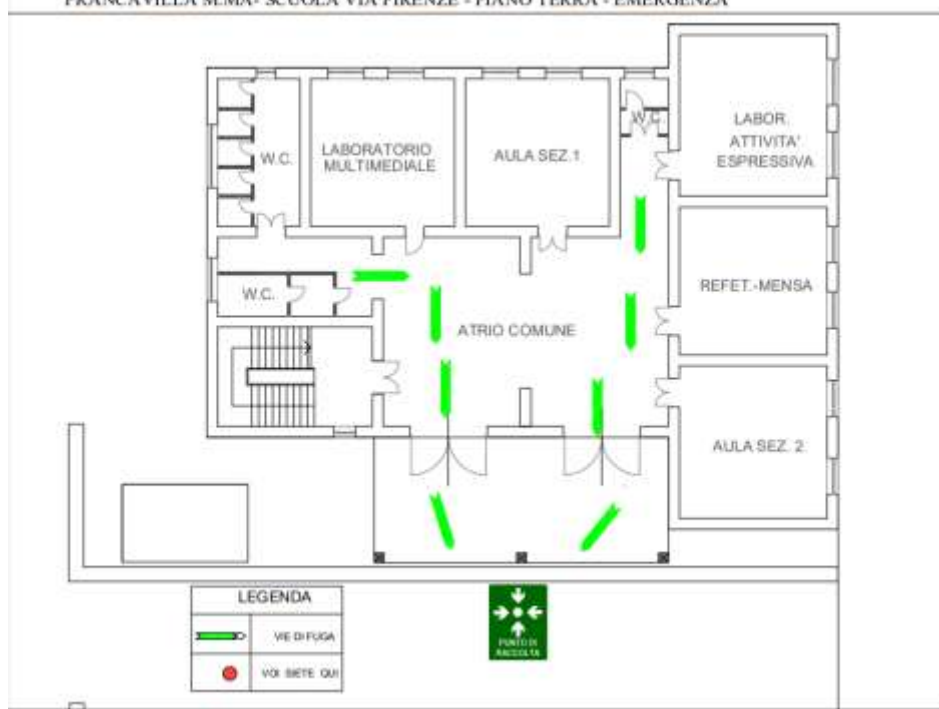 FRANCAVILLA M.MA- SCUOLA VIA FIRENZE - PIANO TERRA - EMERGENZA
W.C.
LABORATORIO
MULTIMEDIALE
AULA SEZ.1
W.C.
LABOR.
ATTIVITA'
ESPRESSIVA
W.C.
REFET.-MENSA
ATRIO COMUNE
AULA SEZ. 2
LEGENDA
VIE DI FUGA
VOI SIETE QUI
PUNTO DI
RACCOLTA